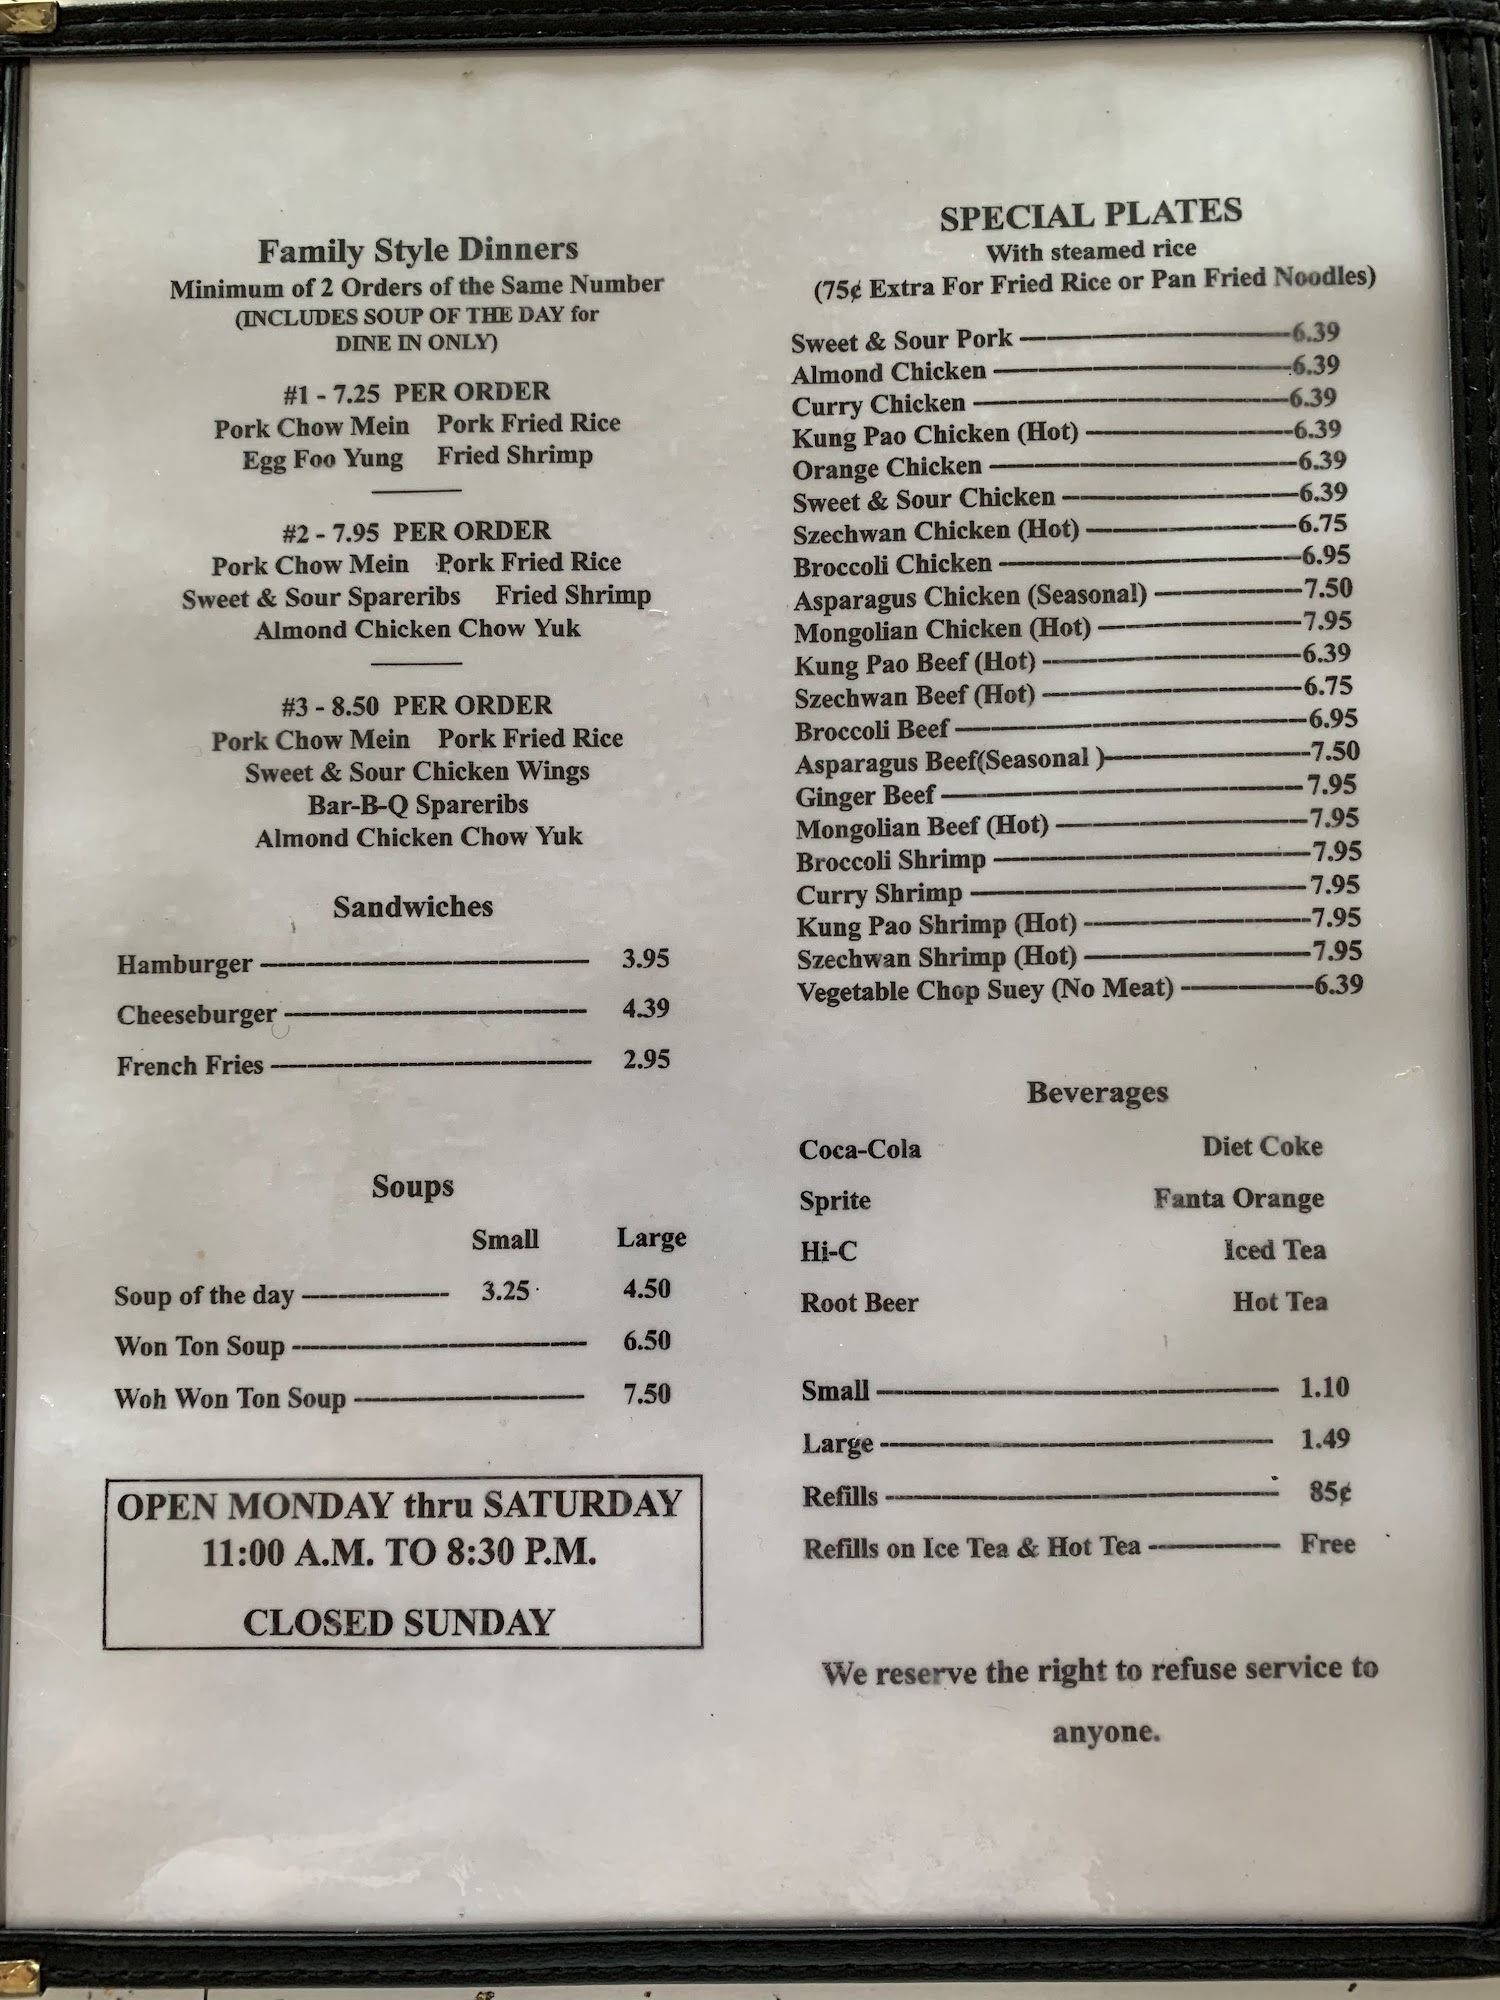 Family Style Dinners
Minimum of 2 Orders of the Same Number
(INCLUDES SOUP OF THE DAY for
DINE IN ONLY)
#1 - 7.25 PER ORDER
Pork Chow Mein Pork Fried Rice
Egg Foo Yung Fried Shrimp
#2 - 7.95 PER ORDER
Pork Chow Mein Pork Fried Rice
Sweet & Sour Spareribs Fried Shrimp
Almond Chicken Chow Yuk
#3 - 8.50 PER ORDER
Pork Chow Mein Pork Fried Rice
Sweet & Sour Chicken Wings
Bar-B-Q Spareribs
Almond Chicken Chow Yuk
Sandwiches
Hamburger 3.95
Cheeseburger 4.39
French Fries 2.95
Soups
Small Large
Soup of the day 3.25 4.50
Won Ton Soup 6.50
Woh Won Ton Soup 7.50
OPEN MONDAY thru SATURDAY
11:00 A.M. TO 8:30 P.M.
CLOSED SUNDAY
SPECIAL PLATES
With steamed rice
(75¢ Extra For Fried Rice or Pan Fried Noodles)
Sweet & Sour Pork 6.39
Almond Chicken 6.39
Curry Chicken 6.39
Kung Pao Chicken (Hot) 6.39
Orange Chicken 6.39
Sweet & Sour Chicken 6.39
Szechwan Chicken (Hot) 6.75
Broccoli Chicken 6.95
Asparagus Chicken (Seasonal) 7.50
Mongolian Chicken (Hot) 7.95
Kung Pao Beef (Hot) 6.39
Szechwan Beef (Hot) 6.75
Broccoli Beef 6.95
Asparagus Beef(Seasonal ) 7.50
Ginger Beef 7.95
Mongolian Beef (Hot) 7.95
Broccoli Shrimp 7.95
Curry Shrimp 7.95
Kung Pao Shrimp (Hot) 7.95
Szechwan Shrimp (Hot) 7.95
Vegetable Chop Suey (No Meat) 6.39
Beverages
Coca-Cola Diet Coke
Sprite Fanta Orange
Hi-C Iced Tea
Root Beer Hot Tea
Small 1.10
Large 1.49
Refills 85¢
Refills on Ice Tea & Hot Tea Free
We reserve the right to refuse service to
anyone.